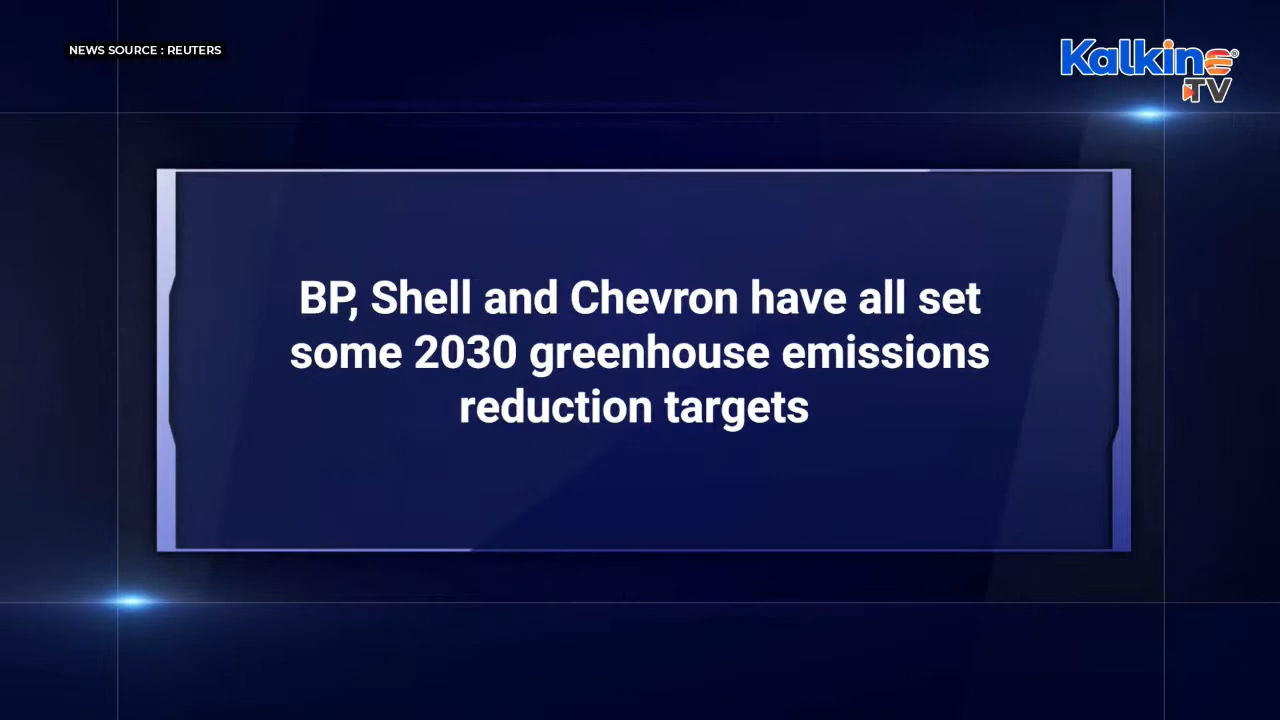 NEWS SOURCE : REUTERS
Kalkine®
TV
BP, Shell and Chevron have all set
some 2030 greenhouse emissions
reduction targets